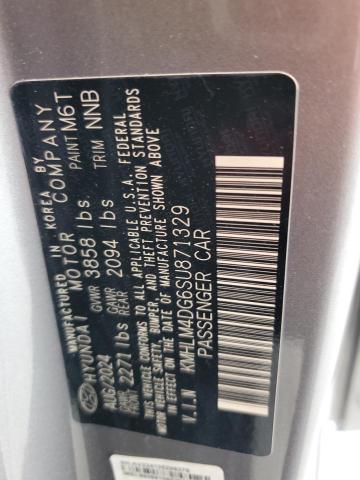 MANUFACTURED IN KOREA BY
HYUNDAI MOTOR COMPANY
AUG/2024 GVWR 3858 lbs. PAINT M6T
GAWR FRONT 2221 lbs GAWR REAR 2094 lbs. TRIM NNB
THIS VEHICLE CONFORMS TO ALL APPLICABLE U.S.A. FEDERAL
MOTOR VEHICLE SAFETY, BUMPER, AND THEFT PREVENTION STANDARDS
IN EFFECT ON THE DATE OF MANUFACTURE SHOWN ABOVE
V.I.N KMHLM4DG6SU871329
PASSENGER CAR